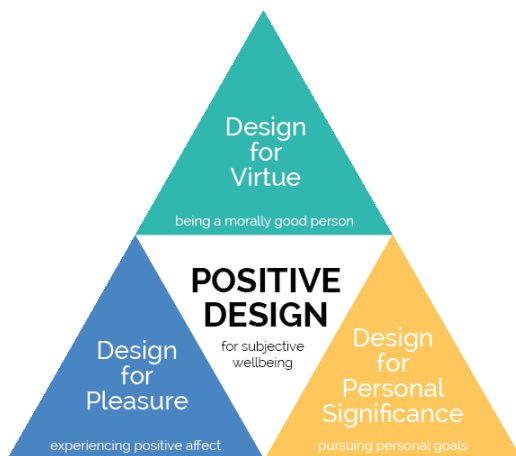 Design
for
Virtue
being a morally good person
POSITIVE
DESIGN
for subjective
wellbeing
Design
for
Pleasure
experiencing positive affect
Design
for
Personal
Significance
pursuing personal goals